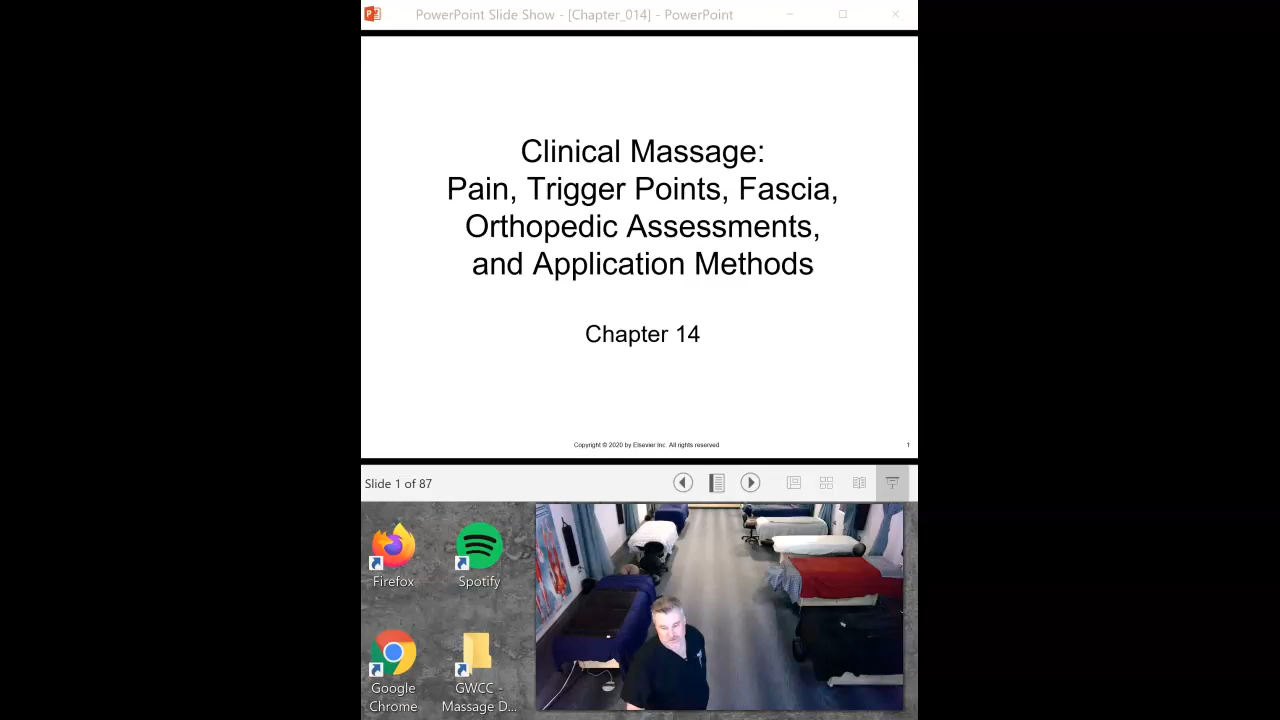 PowerPoint Slide Show - [Chapter_014] - PowerPoint
Clinical Massage:
Pain, Trigger Points, Fascia,
Orthopedic Assessments,
and Application Methods
Chapter 14
Copyright © 2020 by Elsevier Inc. All rights reserved.
1
Slide 1 of 87
Firefox
Spotify
Google
Chrome
GWCC -
Massage D...